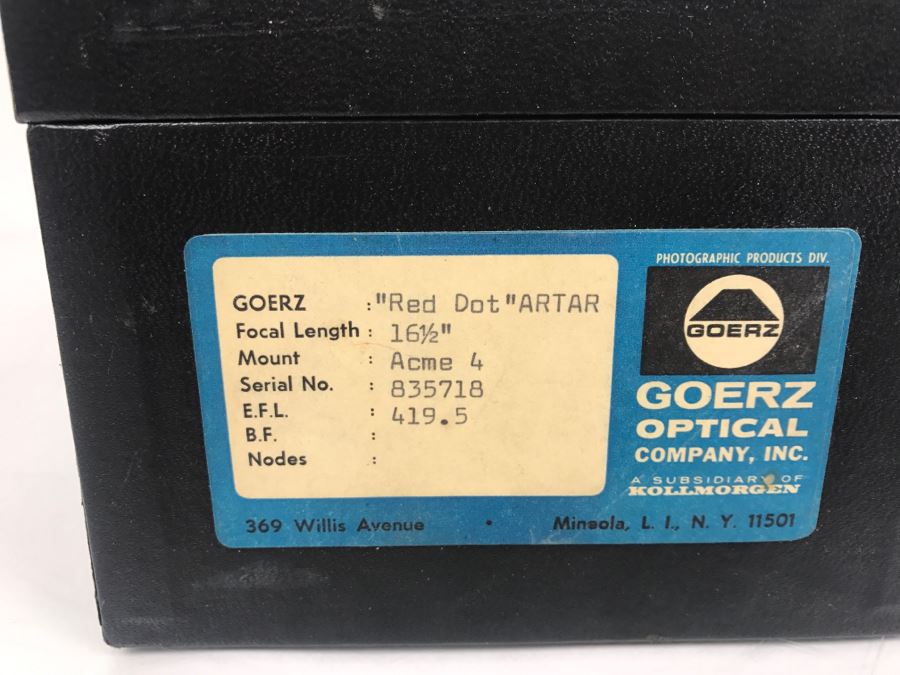 GOERZ : "Red Dot"ARTAR
Focal Length : 16½"
Mount : Acme 4
Serial No. : 835718
E.F.L. : 419.5
B.F. :
Nodes :
PHOTOGRAPHIC PRODUCTS DIV.
GOERZ
GOERZ
OPTICAL
COMPANY, INC.
A SUBSIDIARY OF
KOLLMORGEN
369 Willis Avenue • Mineola, L. I., N. Y. 11501